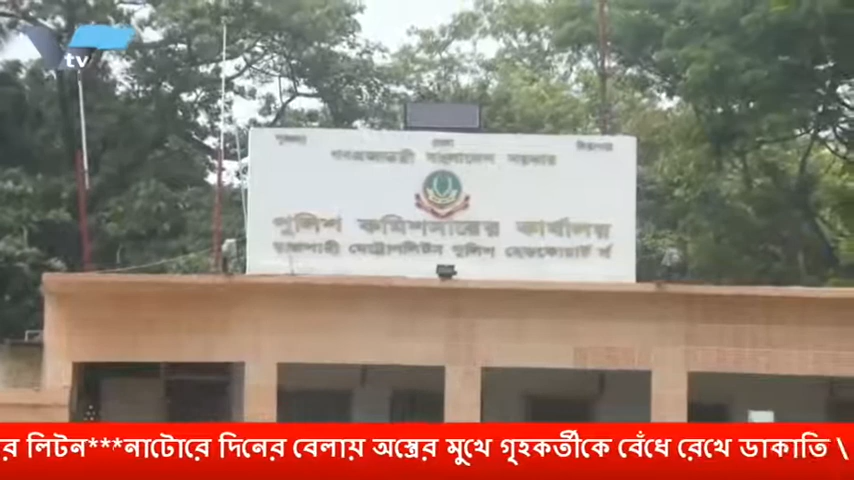 tv
গণপ্রজাতন্ত্রী বাংলাদেশ সরকার
পুলিশ কমিশনারের কার্যালয়
রাজশাহী মেট্রোপলিটন পুলিশ হেডকোয়ার্টার্স
র লিটন***নাটোরে দিনের বেলায় অস্ত্রের মুখে গৃহকর্তীকে বেঁধে রেখে ডাকাতি \